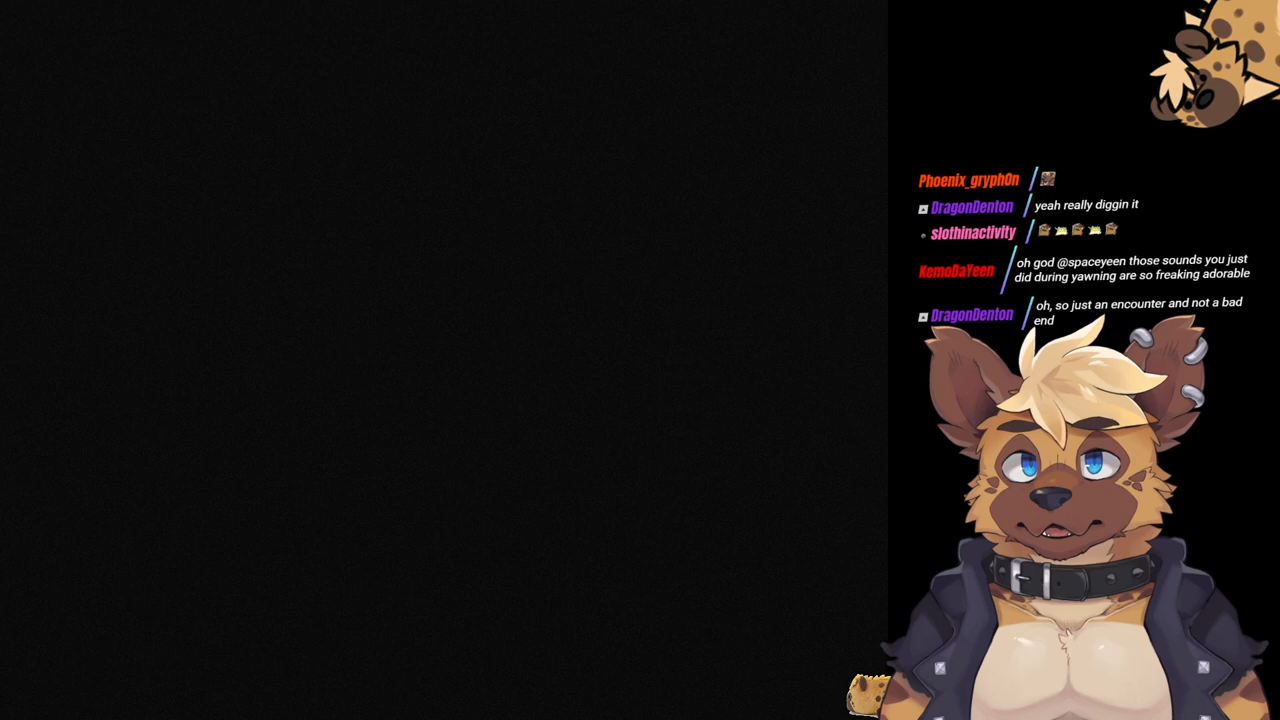 Phoenix_gryph0n
DragonDenton yeah really diggin it
slothinactivity
oh god @spaceyeen those sounds you just
KemoDaYeen did during yawning are so freaking adorable
DragonDenton oh, so just an encounter and not a bad
end